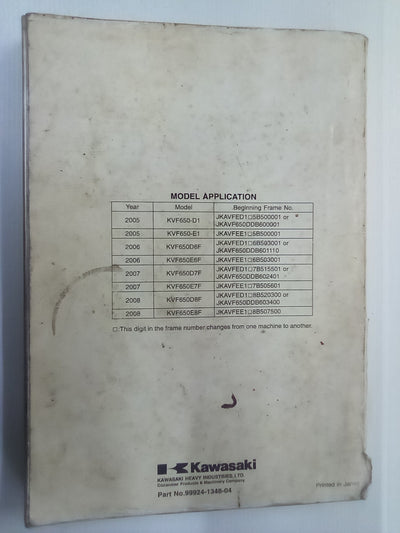 MODEL APPLICATION
Year Model Beginning Frame No.
2005 KVF650-D1 JKAVFED1□5B500001 or
JKAVF650DDB600001
2005 KVF650-E1 JKAVFEE1□5B500001
2006 KVF650D6F JKAVFED1□6B593001 or
JKAVF650DDB601110
2006 KVF650E6F JKAVFEE1□6B503001
2007 KVF650D7F JKAVFED1□7B515501 or
JKAVF650DDB602401
2007 KVF650E7F JKAVFEE1□7B505601
2008 KVF650D8F JKAVFED1□8B520300 or
JKAVF650DDB603400
2008 KVF650E8F JKAVFEE1□8B507500
□:This digit in the frame number changes from one machine to another.
Kawasaki
KAWASAKI HEAVY INDUSTRIES,LTD.
Consumer Products & Machinery Company
Part No.99924-1348-04
Printed in Japan